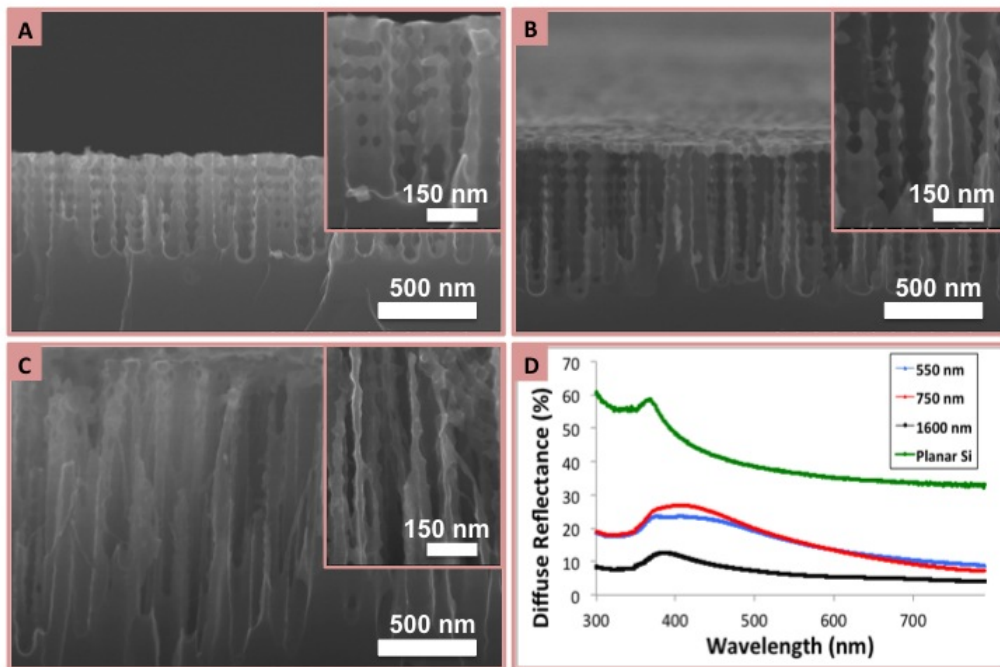 A
150 nm
500 nm
B
150 nm
500 nm
C
150 nm
500 nm
D
Diffuse Reflectance (%)
70
60
50
40
30
20
10
0
550 nm
750 nm
1600 nm
Planar Si
300
400
500
600
700
Wavelength (nm)